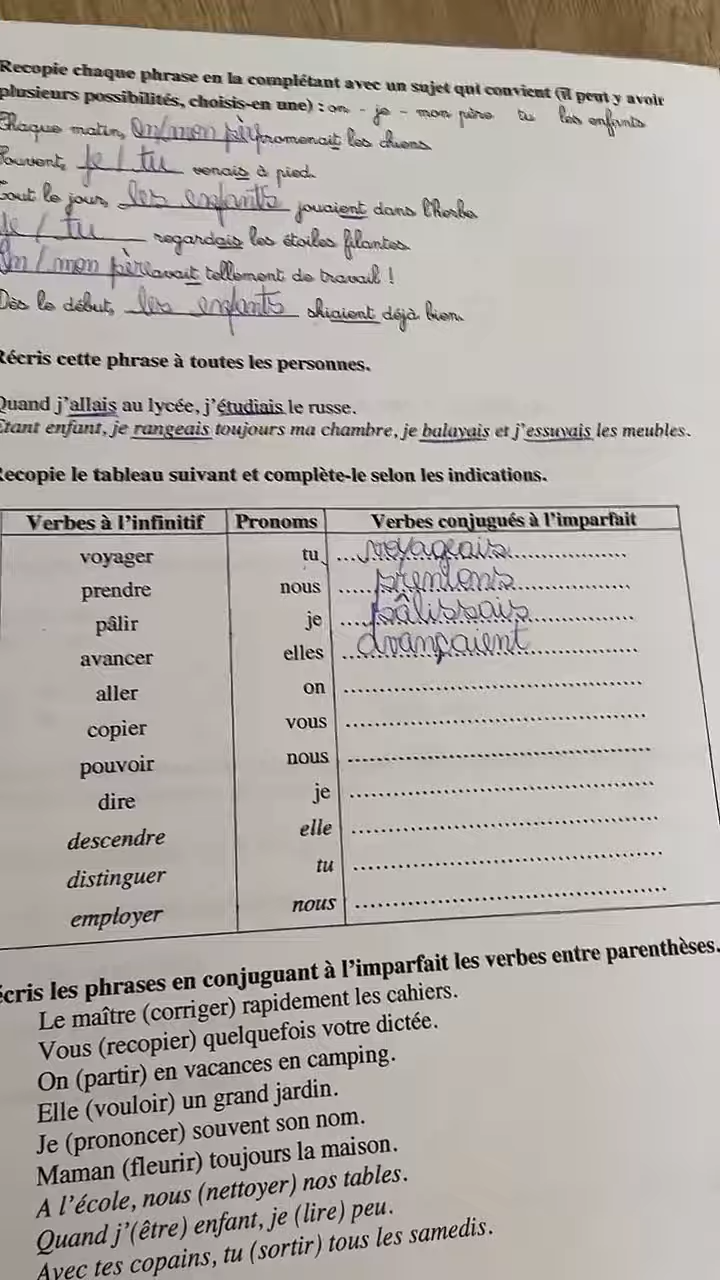 Recopie chaque phrase en la complétant avec un sujet qui convient (il peut y avoir
plusieurs possibilités, choisis-en une) : on - je - mon père tu les enfants
Chaque matin, On/mon pèr promenait les chiens
Souvent, je / tu venais à pied.
Tout le jour, les enfants jouaient dans l'herbe
Je / tu regardais les étoiles filantes.
On / mon père avait tellement de travail !
Dès le début, les enfants skiaient déjà bien.
Récris cette phrase à toutes les personnes.
Quand j'allais au lycée, j'étudiais le russe.
Etant enfant, je rangeais toujours ma chambre, je balayais et j'essuyais les meubles.
Recopie le tableau suivant et complète-le selon les indications.
Verbes à l'infinitif Pronoms Verbes conjugués à l'imparfait
voyager tu voyageais
prendre nous prenions
pâlir je pâlissais
avancer elles avançaient
aller on
copier vous
pouvoir nous
dire je
descendre elle
distinguer tu
employer nous
écris les phrases en conjuguant à l'imparfait les verbes entre parenthèses.
Le maître (corriger) rapidement les cahiers.
Vous (recopier) quelquefois votre dictée.
On (partir) en vacances en camping.
Elle (vouloir) un grand jardin.
Je (prononcer) souvent son nom.
Maman (fleurir) toujours la maison.
A l'école, nous (nettoyer) nos tables.
Quand j'(être) enfant, je (lire) peu.
Avec tes copains, tu (sortir) tous les samedis.